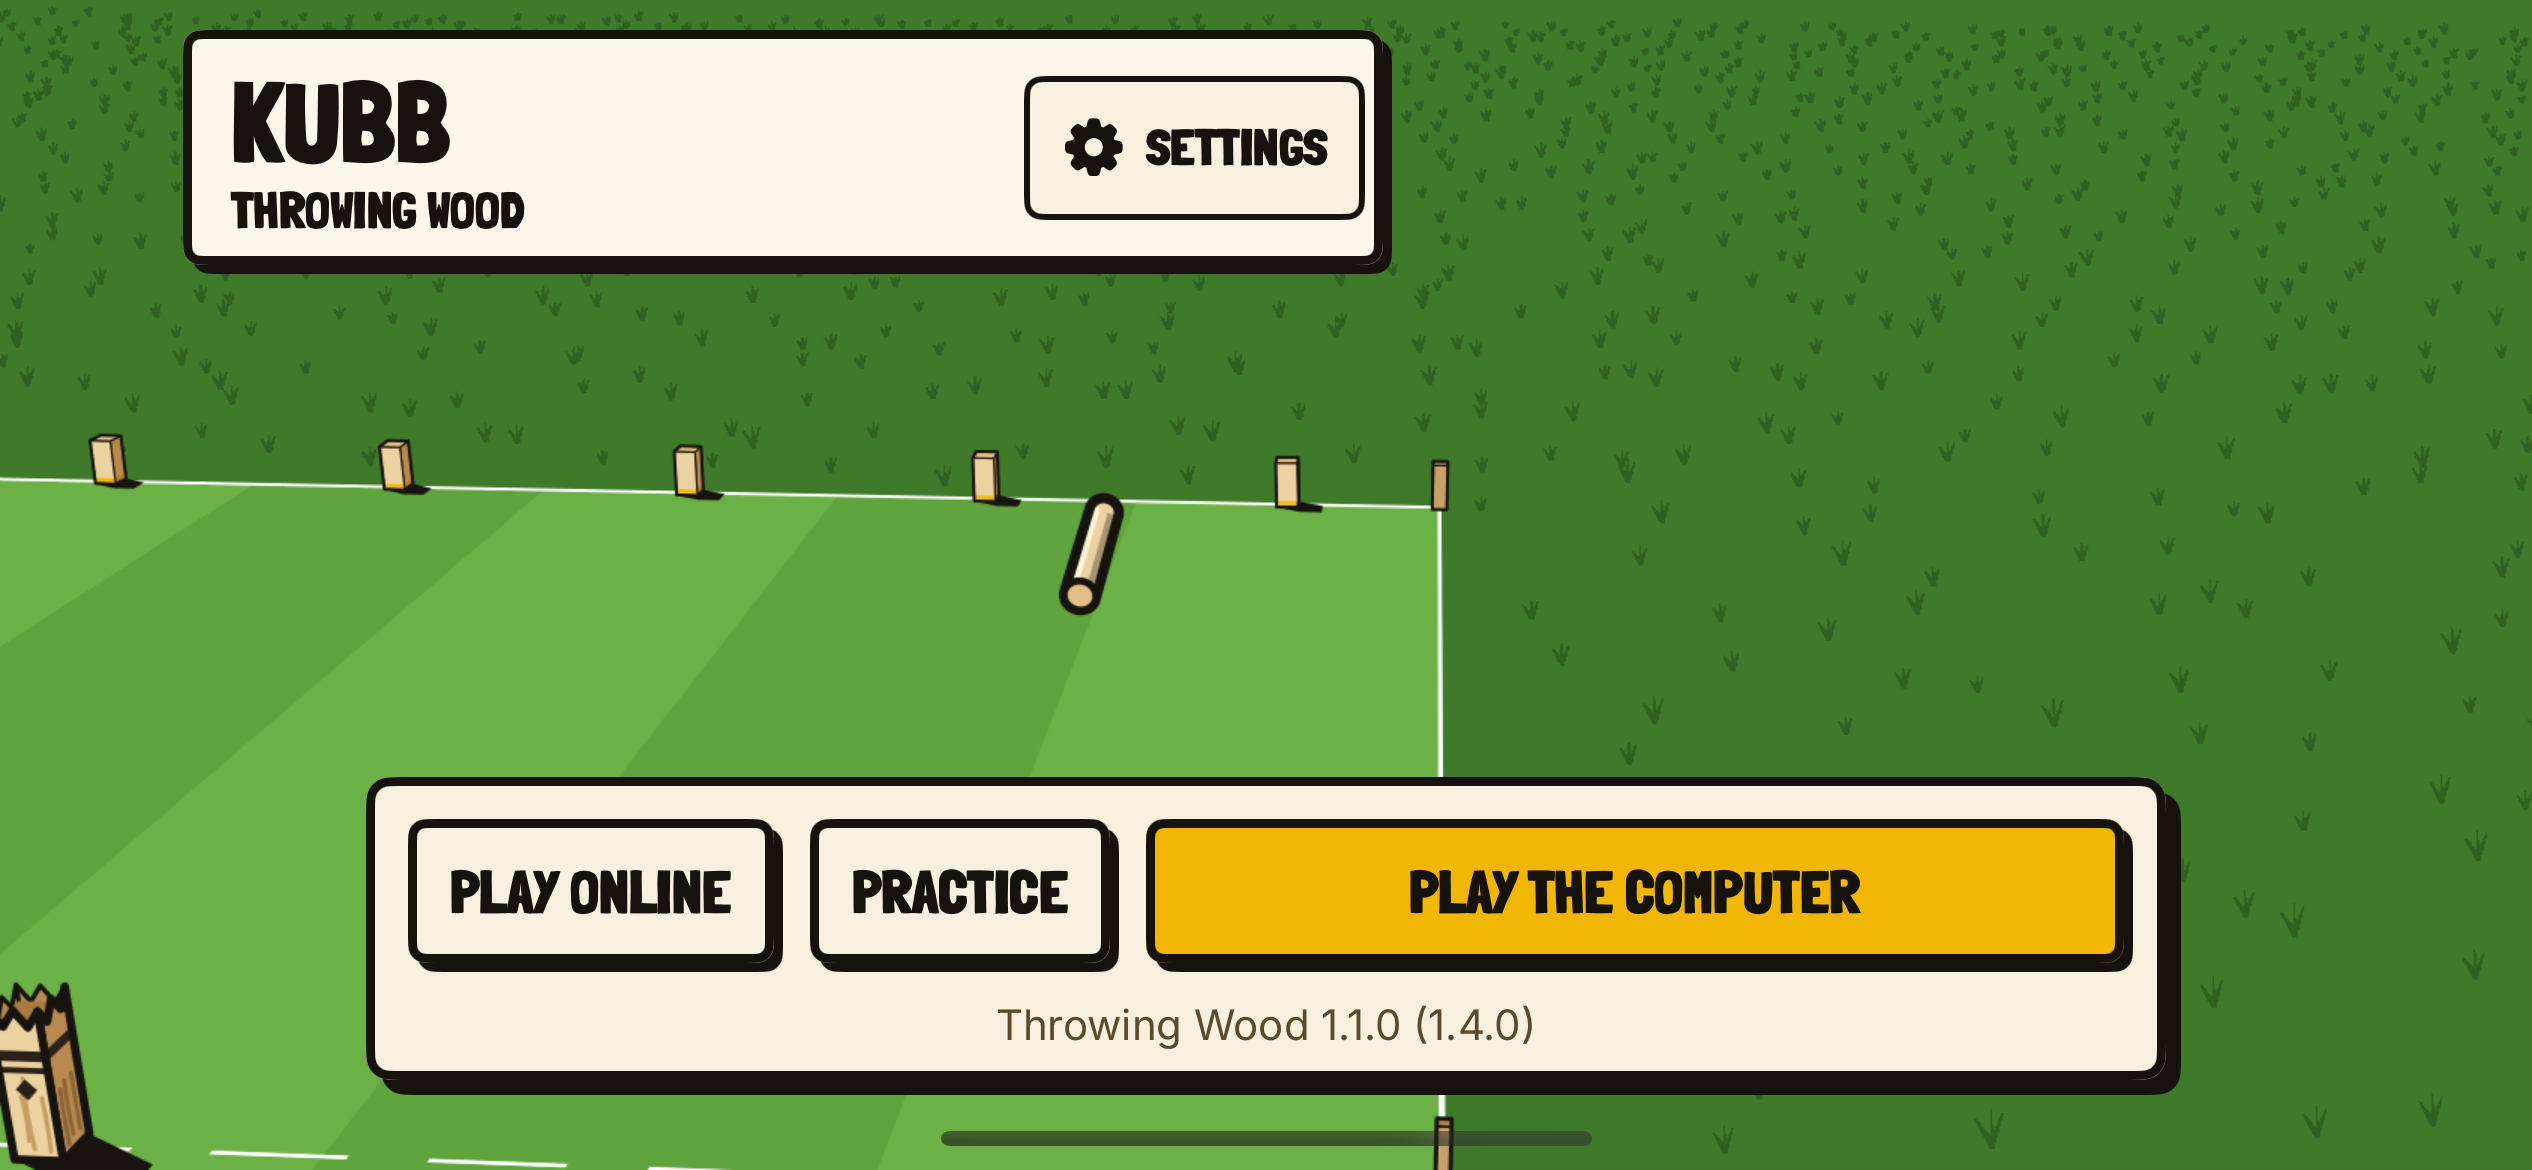 KUBB
THROWING WOOD
SETTINGS
PLAY ONLINE
PRACTICE
PLAY THE COMPUTER
Throwing Wood 1.1.0 (1.4.0)